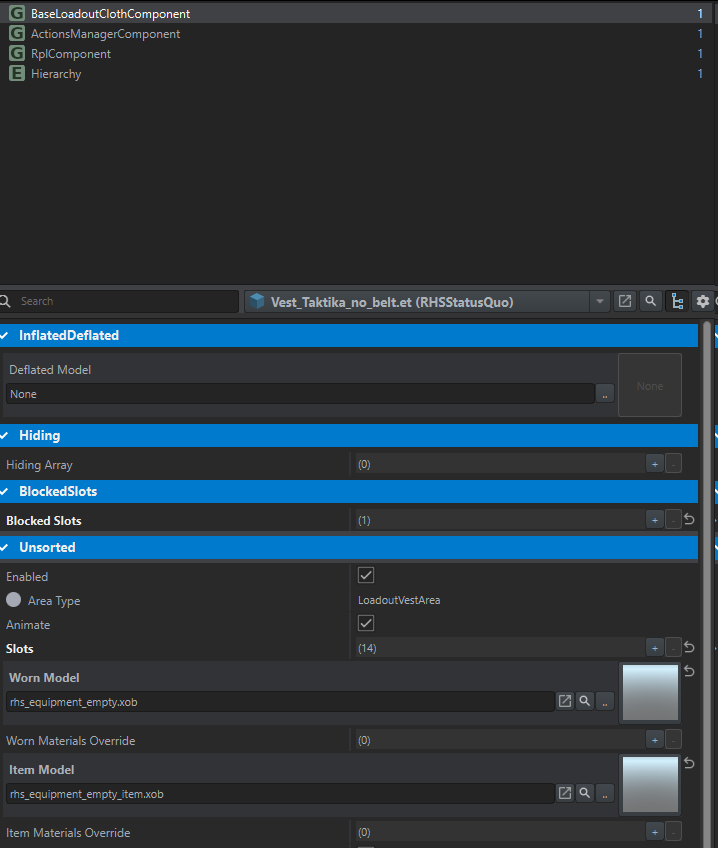 G BaseLoadoutClothComponent 1
G ActionsManagerComponent 1
G RplComponent 1
E Hierarchy 1
Search
Vest_Taktika_no_belt.et (RHSStatusQuo)
InflatedDeflated
Deflated Model
None ..
None
Hiding
Hiding Array (0) + -
BlockedSlots
Blocked Slots (1) + -
Unsorted
Enabled
Area Type LoadoutVestArea
Animate
Slots (14) + -
Worn Model
rhs_equipment_empty.xob ..
Worn Materials Override (0) + -
Item Model
rhs_equipment_empty_item.xob ..
Item Materials Override (0) + -